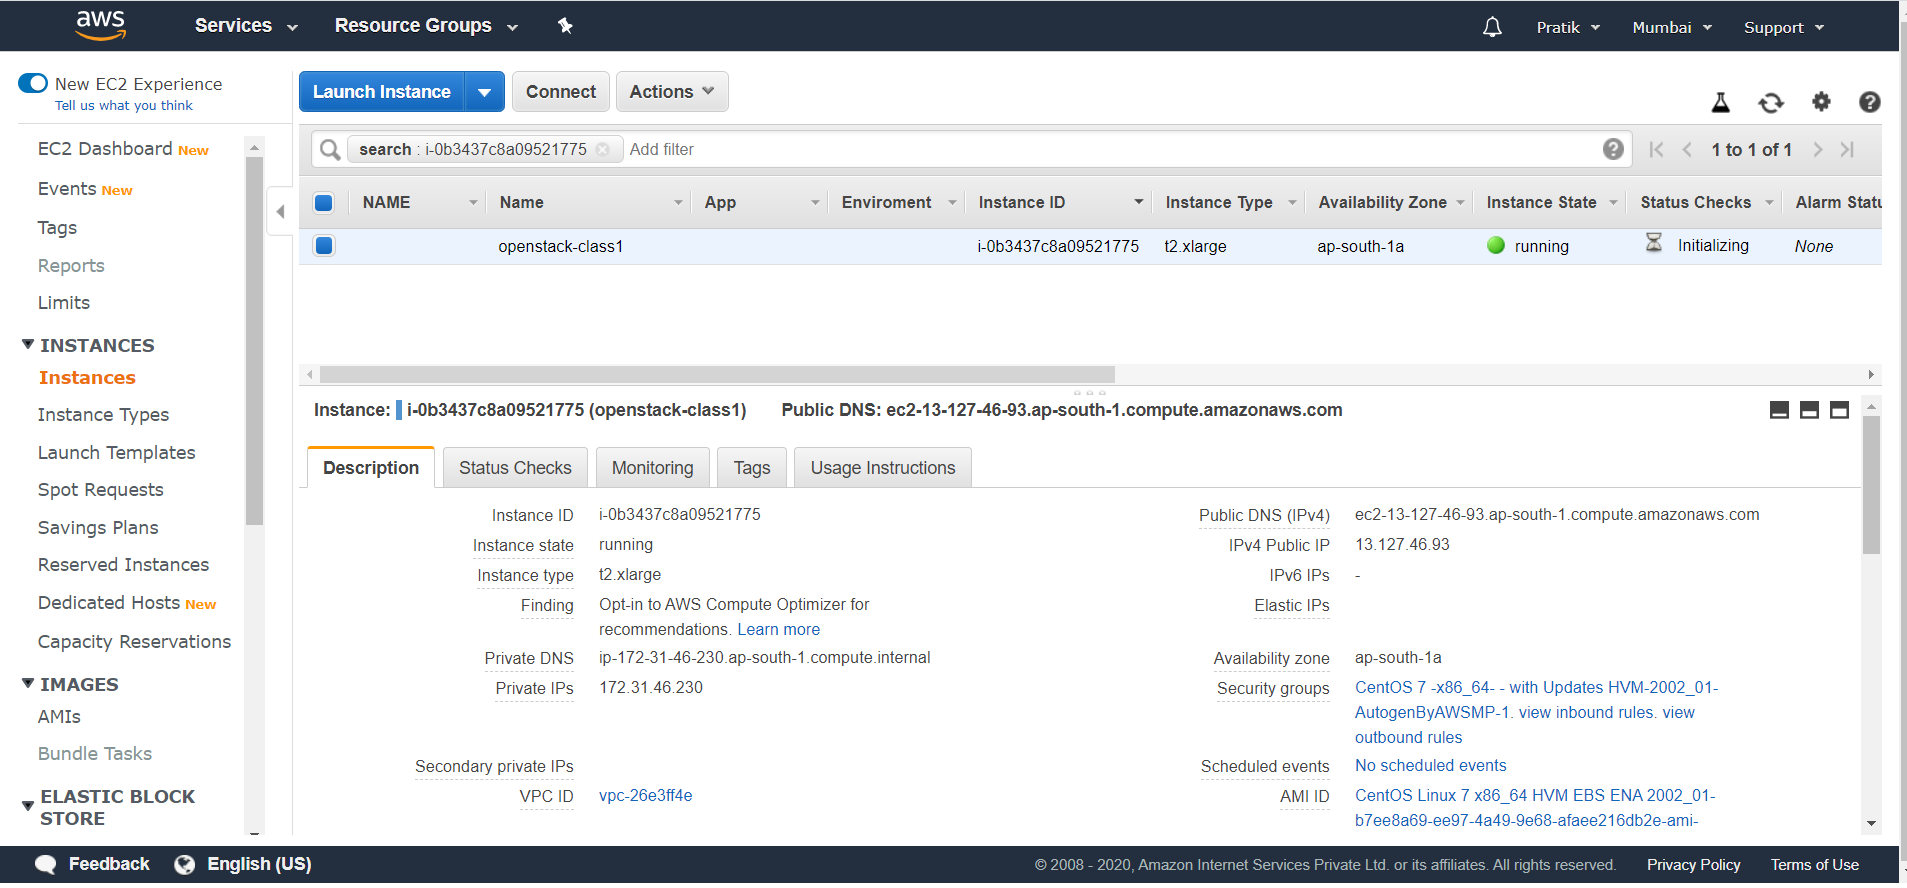 aws
Services
Resource Groups
Pratik
Mumbai
Support
New EC2 Experience
Tell us what you think
EC2 Dashboard New
Events New
Tags
Reports
Limits
INSTANCES
Instances
Instance Types
Launch Templates
Spot Requests
Savings Plans
Reserved Instances
Dedicated Hosts New
Capacity Reservations
IMAGES
AMIs
Bundle Tasks
ELASTIC BLOCK
STORE
Launch Instance
Connect
Actions
search : i-0b3437c8a09521775
Add filter
1 to 1 of 1
NAME Name App Enviroment Instance ID Instance Type Availability Zone Instance State Status Checks Alarm Statu
openstack-class1 i-0b3437c8a09521775 t2.xlarge ap-south-1a running Initializing None
Instance: i-0b3437c8a09521775 (openstack-class1) Public DNS: ec2-13-127-46-93.ap-south-1.compute.amazonaws.com
Description
Status Checks
Monitoring
Tags
Usage Instructions
Instance ID i-0b3437c8a09521775
Instance state running
Instance type t2.xlarge
Finding Opt-in to AWS Compute Optimizer for
recommendations. Learn more
Private DNS ip-172-31-46-230.ap-south-1.compute.internal
Private IPs 172.31.46.230
Secondary private IPs
VPC ID vpc-26e3ff4e
Public DNS (IPv4) ec2-13-127-46-93.ap-south-1.compute.amazonaws.com
IPv4 Public IP 13.127.46.93
IPv6 IPs -
Elastic IPs
Availability zone ap-south-1a
Security groups CentOS 7 -x86_64- - with Updates HVM-2002_01-
AutogenByAWSMP-1. view inbound rules. view
outbound rules
Scheduled events No scheduled events
AMI ID CentOS Linux 7 x86_64 HVM EBS ENA 2002_01-
b7ee8a69-ee97-4a49-9e68-afaee216db2e-ami-
Feedback
English (US)
© 2008 - 2020, Amazon Internet Services Private Ltd. or its affiliates. All rights reserved.
Privacy Policy
Terms of Use